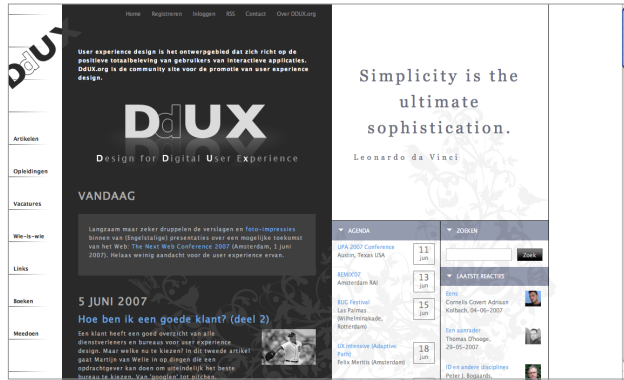 Home Registreren Inloggen RSS Contact Over DDUX.org
DdUX
User experience design is het ontwerpgebied dat zich richt op de
positieve totaalbeleving van gebruikers van interactieve applicaties.
DdUX.org is de community site voor de promotie van user experience
design.
DdUX
Design for Digital User Experience
Artikelen
Opleidingen
Vacatures
Wie-is-wie
Links
Boeken
Meedoen
VANDAAG
Langzaam maar zeker druppelen de verslagen en foto-impressies
binnen van (Engelstalige) presentaties over een mogelijke toekomst
van het Web: The Next Web Conference 2007 (Amsterdam, 1 juni
2007). Helaas weinig aandacht voor de user experience ervan.
5 JUNI 2007
Hoe ben ik een goede klant? (deel 2)
Een klant heeft een goed overzicht van alle
dienstverleners en bureaus voor user experience
design. Maar welke nu te kiezen? In dit tweede artikel
gaat Martijn van Welie in op dingen die een
opdrachtgever kan doen om uiteindelijk het beste
bureau te kiezen. Van 'googlen' tot pitchen.
Simplicity is the
ultimate
sophistication.
Leonardo da Vinci
AGENDA
UPA 2007 Conference
Austin, Texas USA
11
jun
REMIX'07
Amsterdam RAI
13
jun
BUG Festival
Las Palmas
(Wilhelminakade,
Rotterdam)
15
jun
UX Intensive (Adaptive
Path)
Felix Meritis (Amsterdam)
18
jun
ZOEKEN
Zoek
LAATSTE REACTIES
Eens
Cornelis Govert Adriaan
Kolbach, 04-06-2007
Een aanrader
Thomas D'hooge,
29-05-2007
ID en andere disciplines
Peter J. Bogaards,